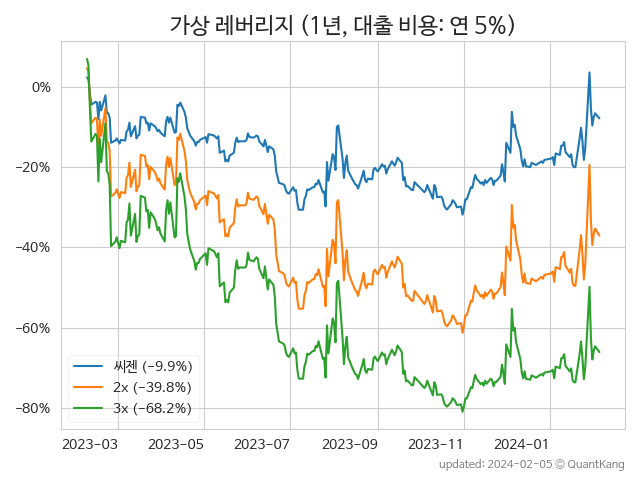 가상 레버리지 (1년, 대출 비용: 연 5%)
0%
−20%
−40%
−60%
−80%
씨젠 (−9.9%)
2x (−39.8%)
3x (−68.2%)
2023-03 2023-05 2023-07 2023-09 2023-11 2024-01
updated: 2024-02-05 © QuantKang